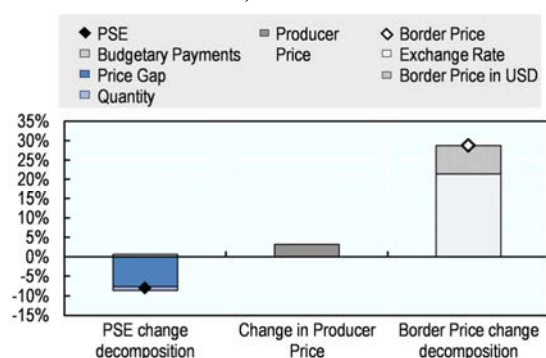 PSE
Budgetary Payments
Price Gap
Quantity
Producer
Price
Border Price
Exchange Rate
Border Price in USD
35%
30%
25%
20%
15%
10%
5%
0%
-5%
-10%
-15%
PSE change
decomposition
Change in Producer
Price
Border Price change
decomposition